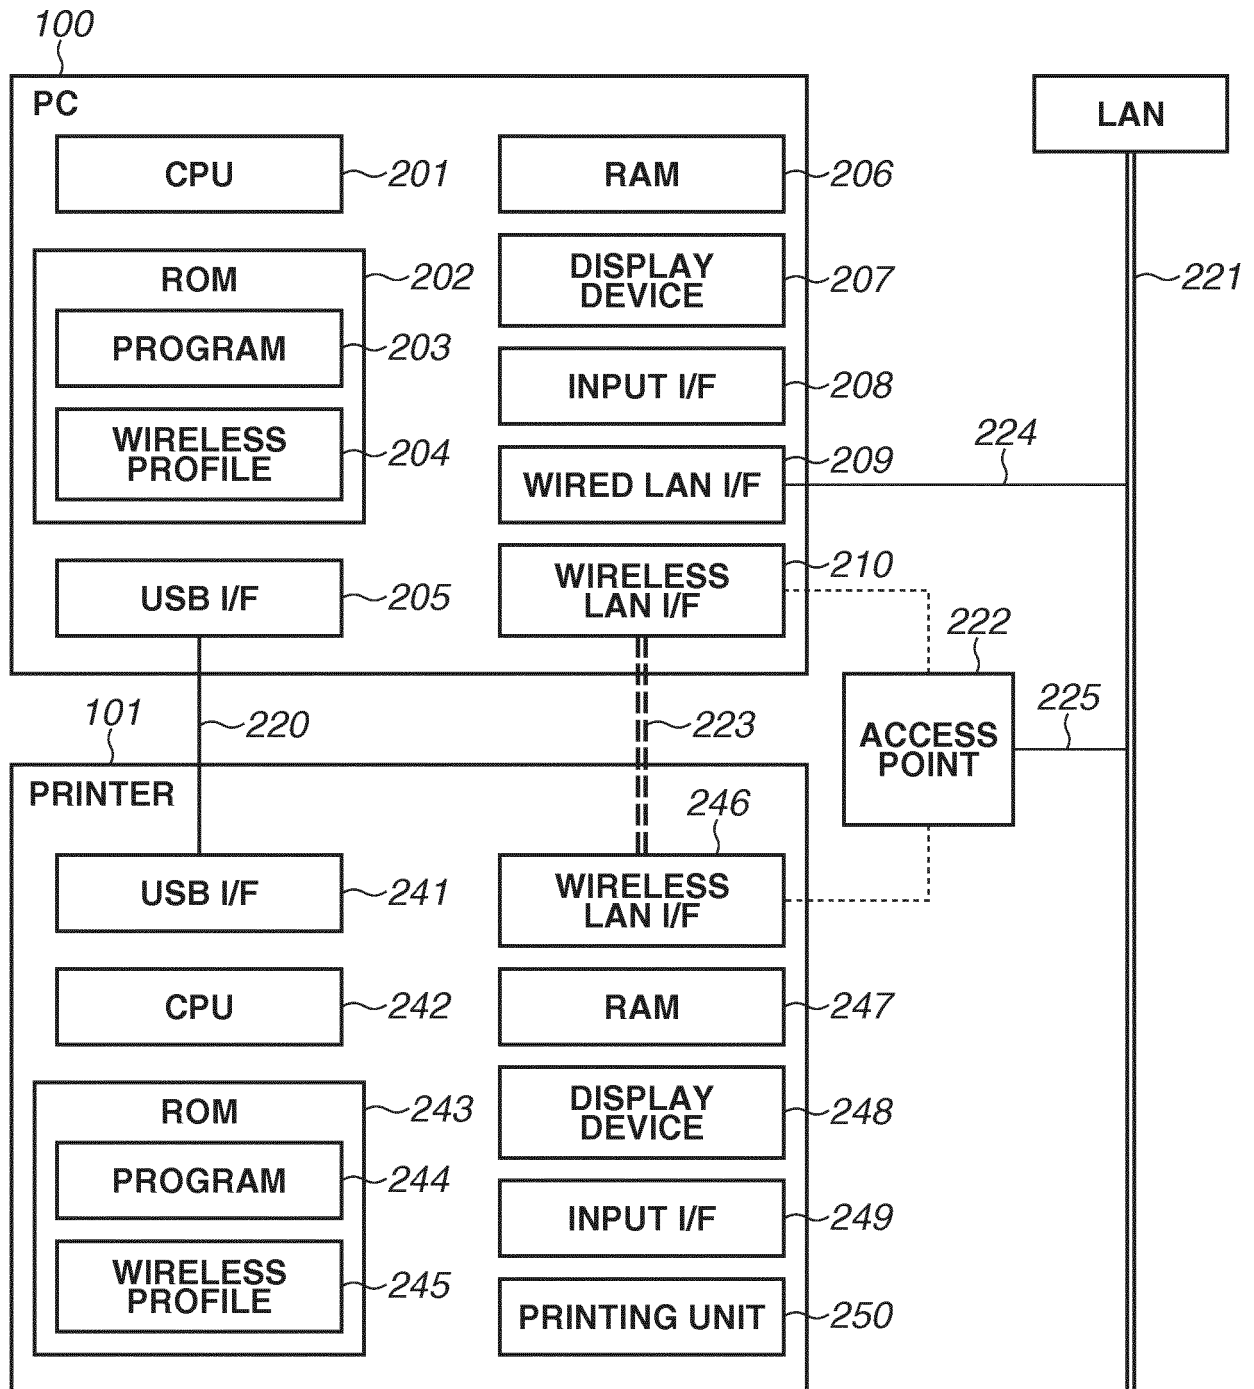 100
PC
LAN
CPU
201
RAM
206
ROM
202
DISPLAY
DEVICE
207
221
PROGRAM
203
INPUT I/F
208
WIRELESS
PROFILE
204
WIRED LAN I/F
209
224
USB I/F
205
WIRELESS
LAN I/F
210
222
101
220
223
ACCESS
POINT
225
PRINTER
246
USB I/F
241
WIRELESS
LAN I/F
CPU
242
RAM
247
ROM
243
DISPLAY
DEVICE
248
PROGRAM
244
INPUT I/F
249
WIRELESS
PROFILE
245
PRINTING UNIT
250